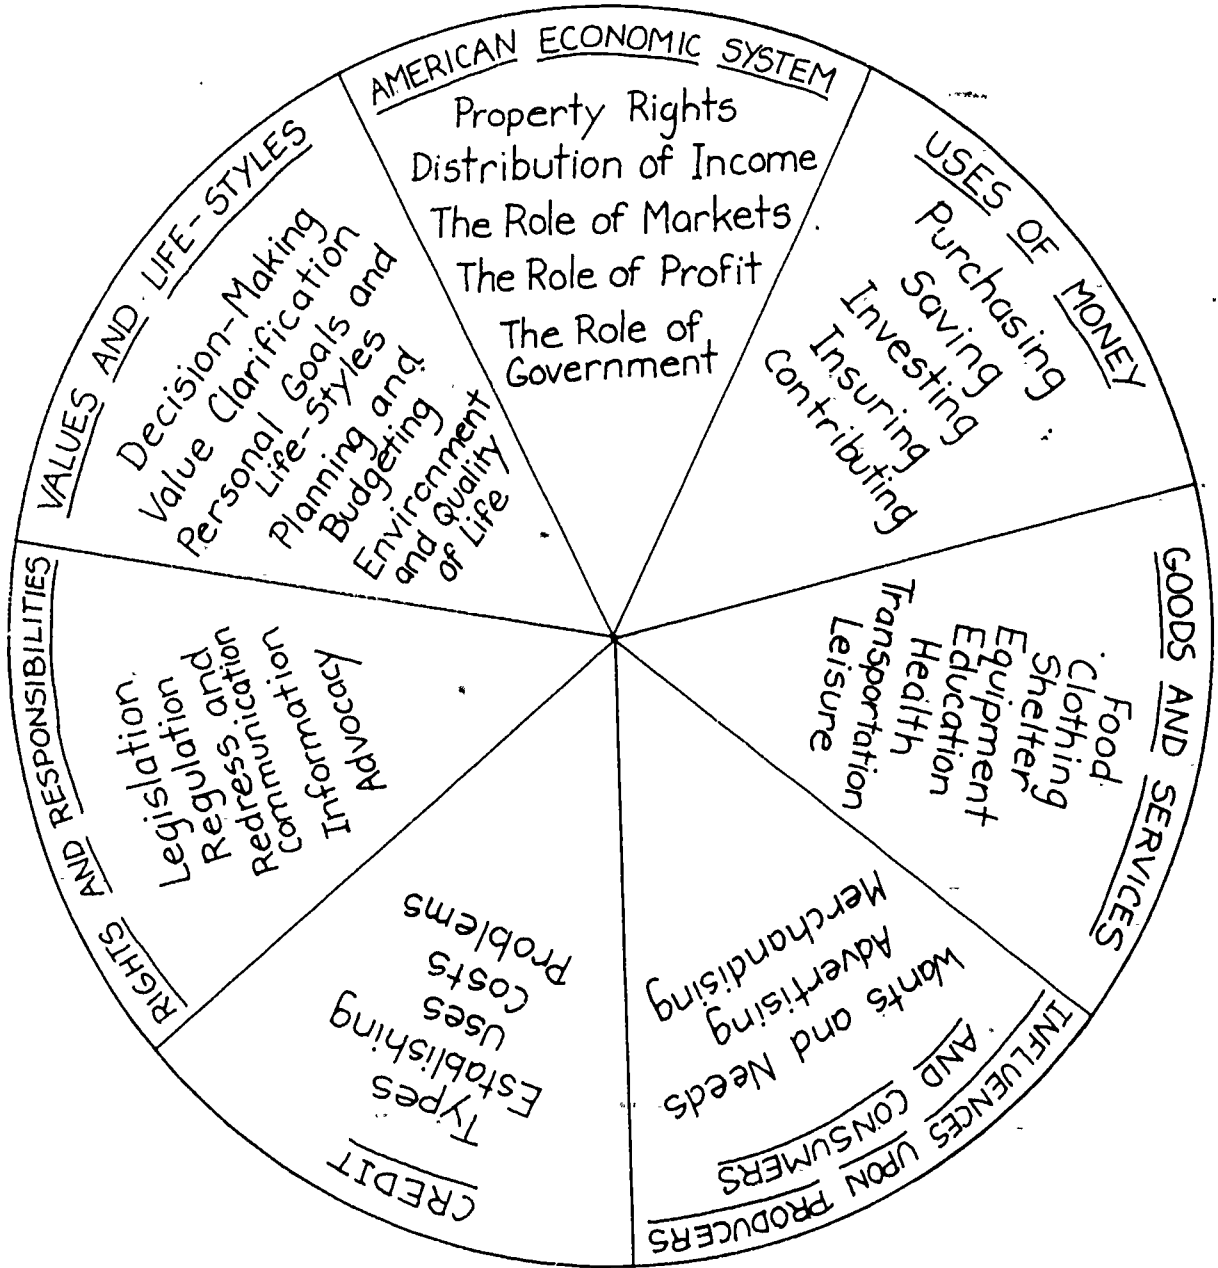 AMERICAN ECONOMIC SYSTEM
Property Rights
Distribution of Income
The Role of Markets
The Role of Profit
The Role of
Government
USES OF MONEY
Purchasing
Saving
Investing
Insuring
Contributing
GOODS AND SERVICES
Food
Clothing
Shelter
Equipment
Education
Health
Transportation
Leisure
INFLUENCES UPON PRODUCERS
AND CONSUMERS
Wants and Needs
Advertising
Merchandising
CREDIT
Types
Establishing
Uses
Costs
Problems
RIGHTS AND RESPONSIBILITIES
Legislation
Regulation
Redress and
Communication
Information
Advocacy
VALUES AND LIFE-STYLES
Decision-Making
Value Clarification
Personal Goals and
Life-Styles
Planning and
Budgeting
Environment
and Quality
of Life